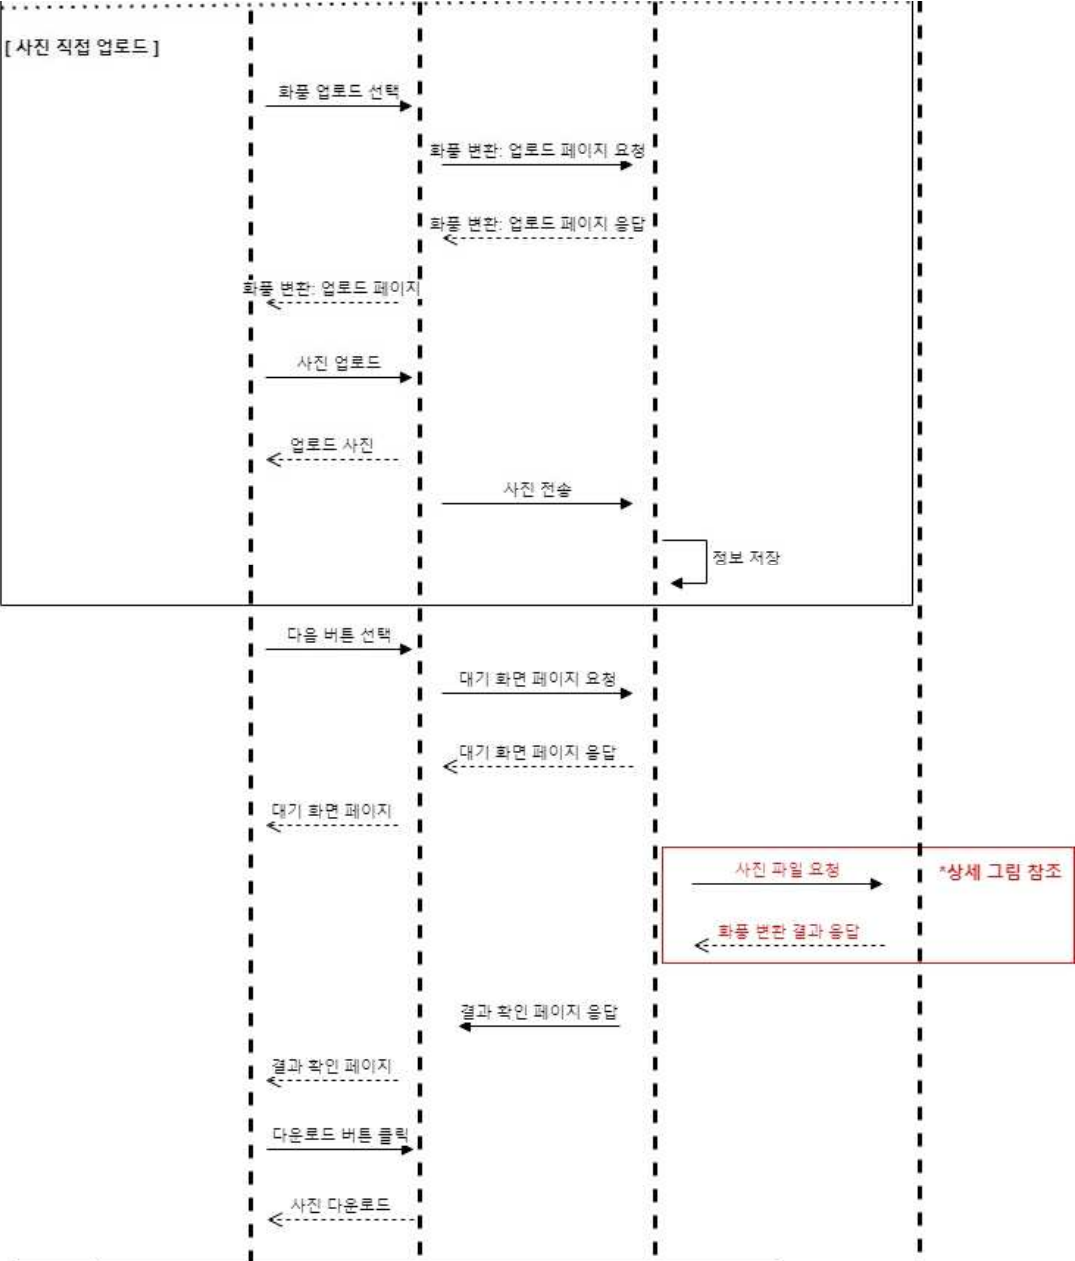 [ 사진 직접 업로드 ]
화풍 업로드 선택
화풍 변환: 업로드 페이지 요청
화풍 변환: 업로드 페이지 응답
화풍 변환: 업로드 페이지
사진 업로드
업로드 사진
사진 전송
정보 저장
다음 버튼 선택
대기 화면 페이지 요청
대기 화면 페이지 응답
대기 화면 페이지
사진 파일 요청
*상세 그림 참조
화풍 변환 결과 응답
결과 확인 페이지 응답
결과 확인 페이지
다운로드 버튼 클릭
사진 다운로드